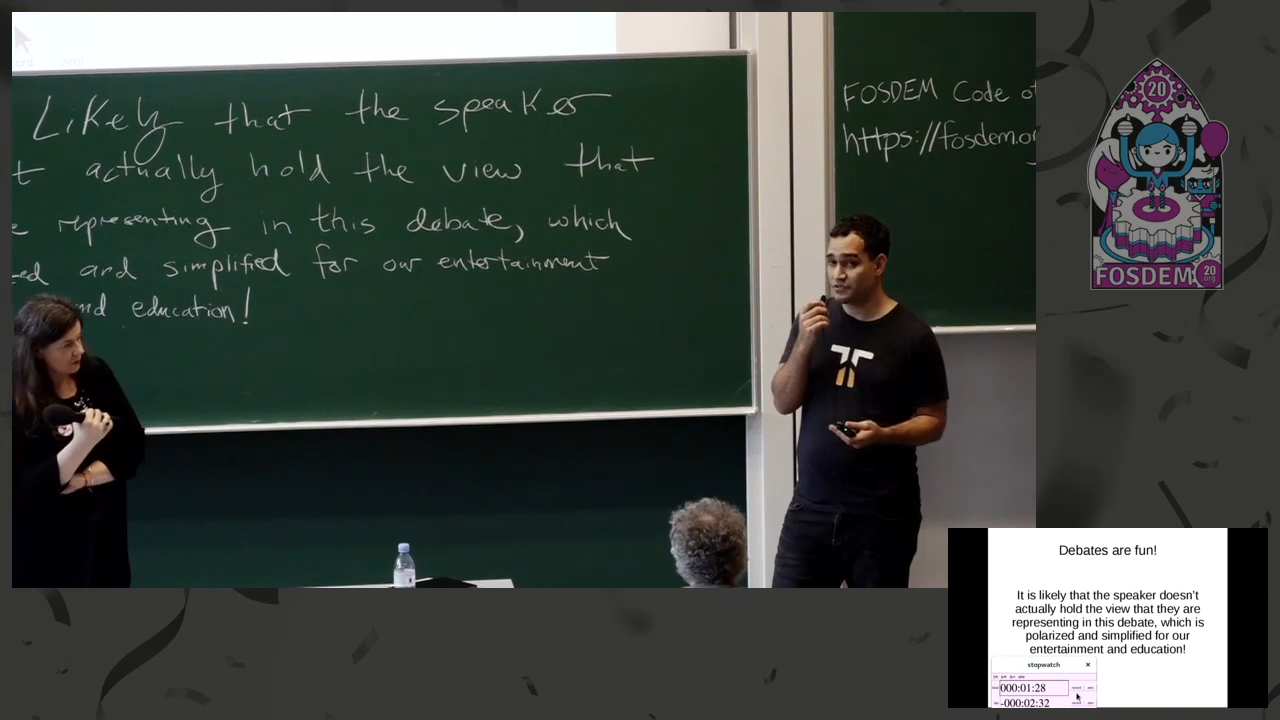 Likely that the speaker
t actually hold the view that
e representing in this debate, which
ed and simplified for our entertainment
nd education!
FOSDEM Code of
https://fosdem.or
20
FOSDEM 20
.org
Debates are fun!
It is likely that the speaker doesn't
actually hold the view that they are
representing in this debate, which is
polarized and simplified for our
entertainment and education!
stopwatch
000:01:28
-000:02:32